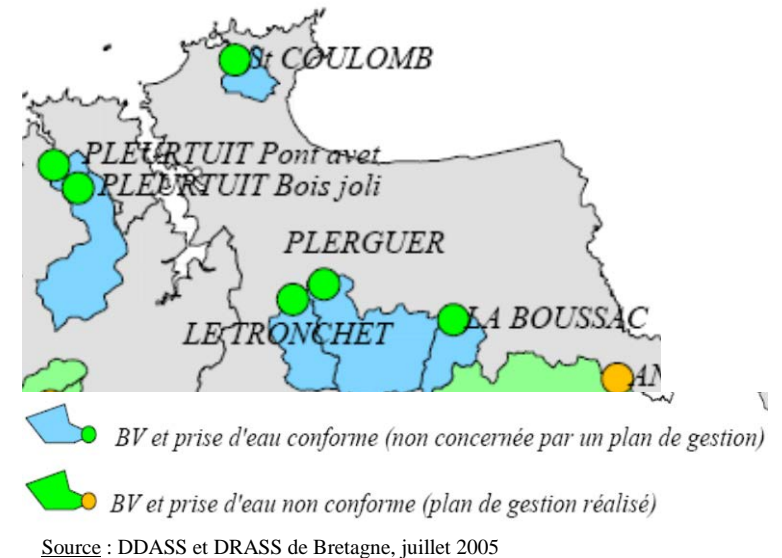 St COULOMB
PLEURTUIT Pont avet
PLEURTUIT Bois joli
PLERGUER
LE TRONCHET
LA BOUSSAC
AN
BV et prise d'eau conforme (non concernée par un plan de gestion)
BV et prise d'eau non conforme (plan de gestion réalisé)
Source : DDASS et DRASS de Bretagne, juillet 2005